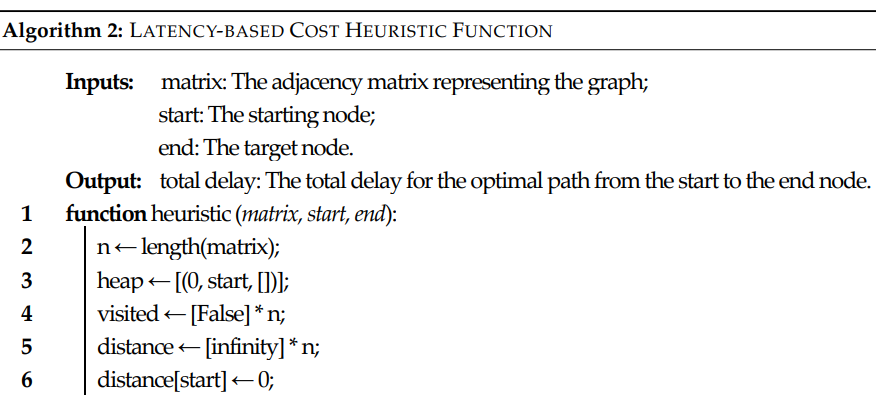 Algorithm 2: LATENCY-BASED COST HEURISTIC FUNCTION
Inputs: matrix: The adjacency matrix representing the graph;
start: The starting node;
end: The target node.
Output: total delay: The total delay for the optimal path from the start to the end node.
1 function heuristic (matrix, start, end):
2 n ← length(matrix);
3 heap ← [(0, start, [])];
4 visited ← [False] * n;
5 distance ← [infinity] * n;
6 distance[start] ← 0;